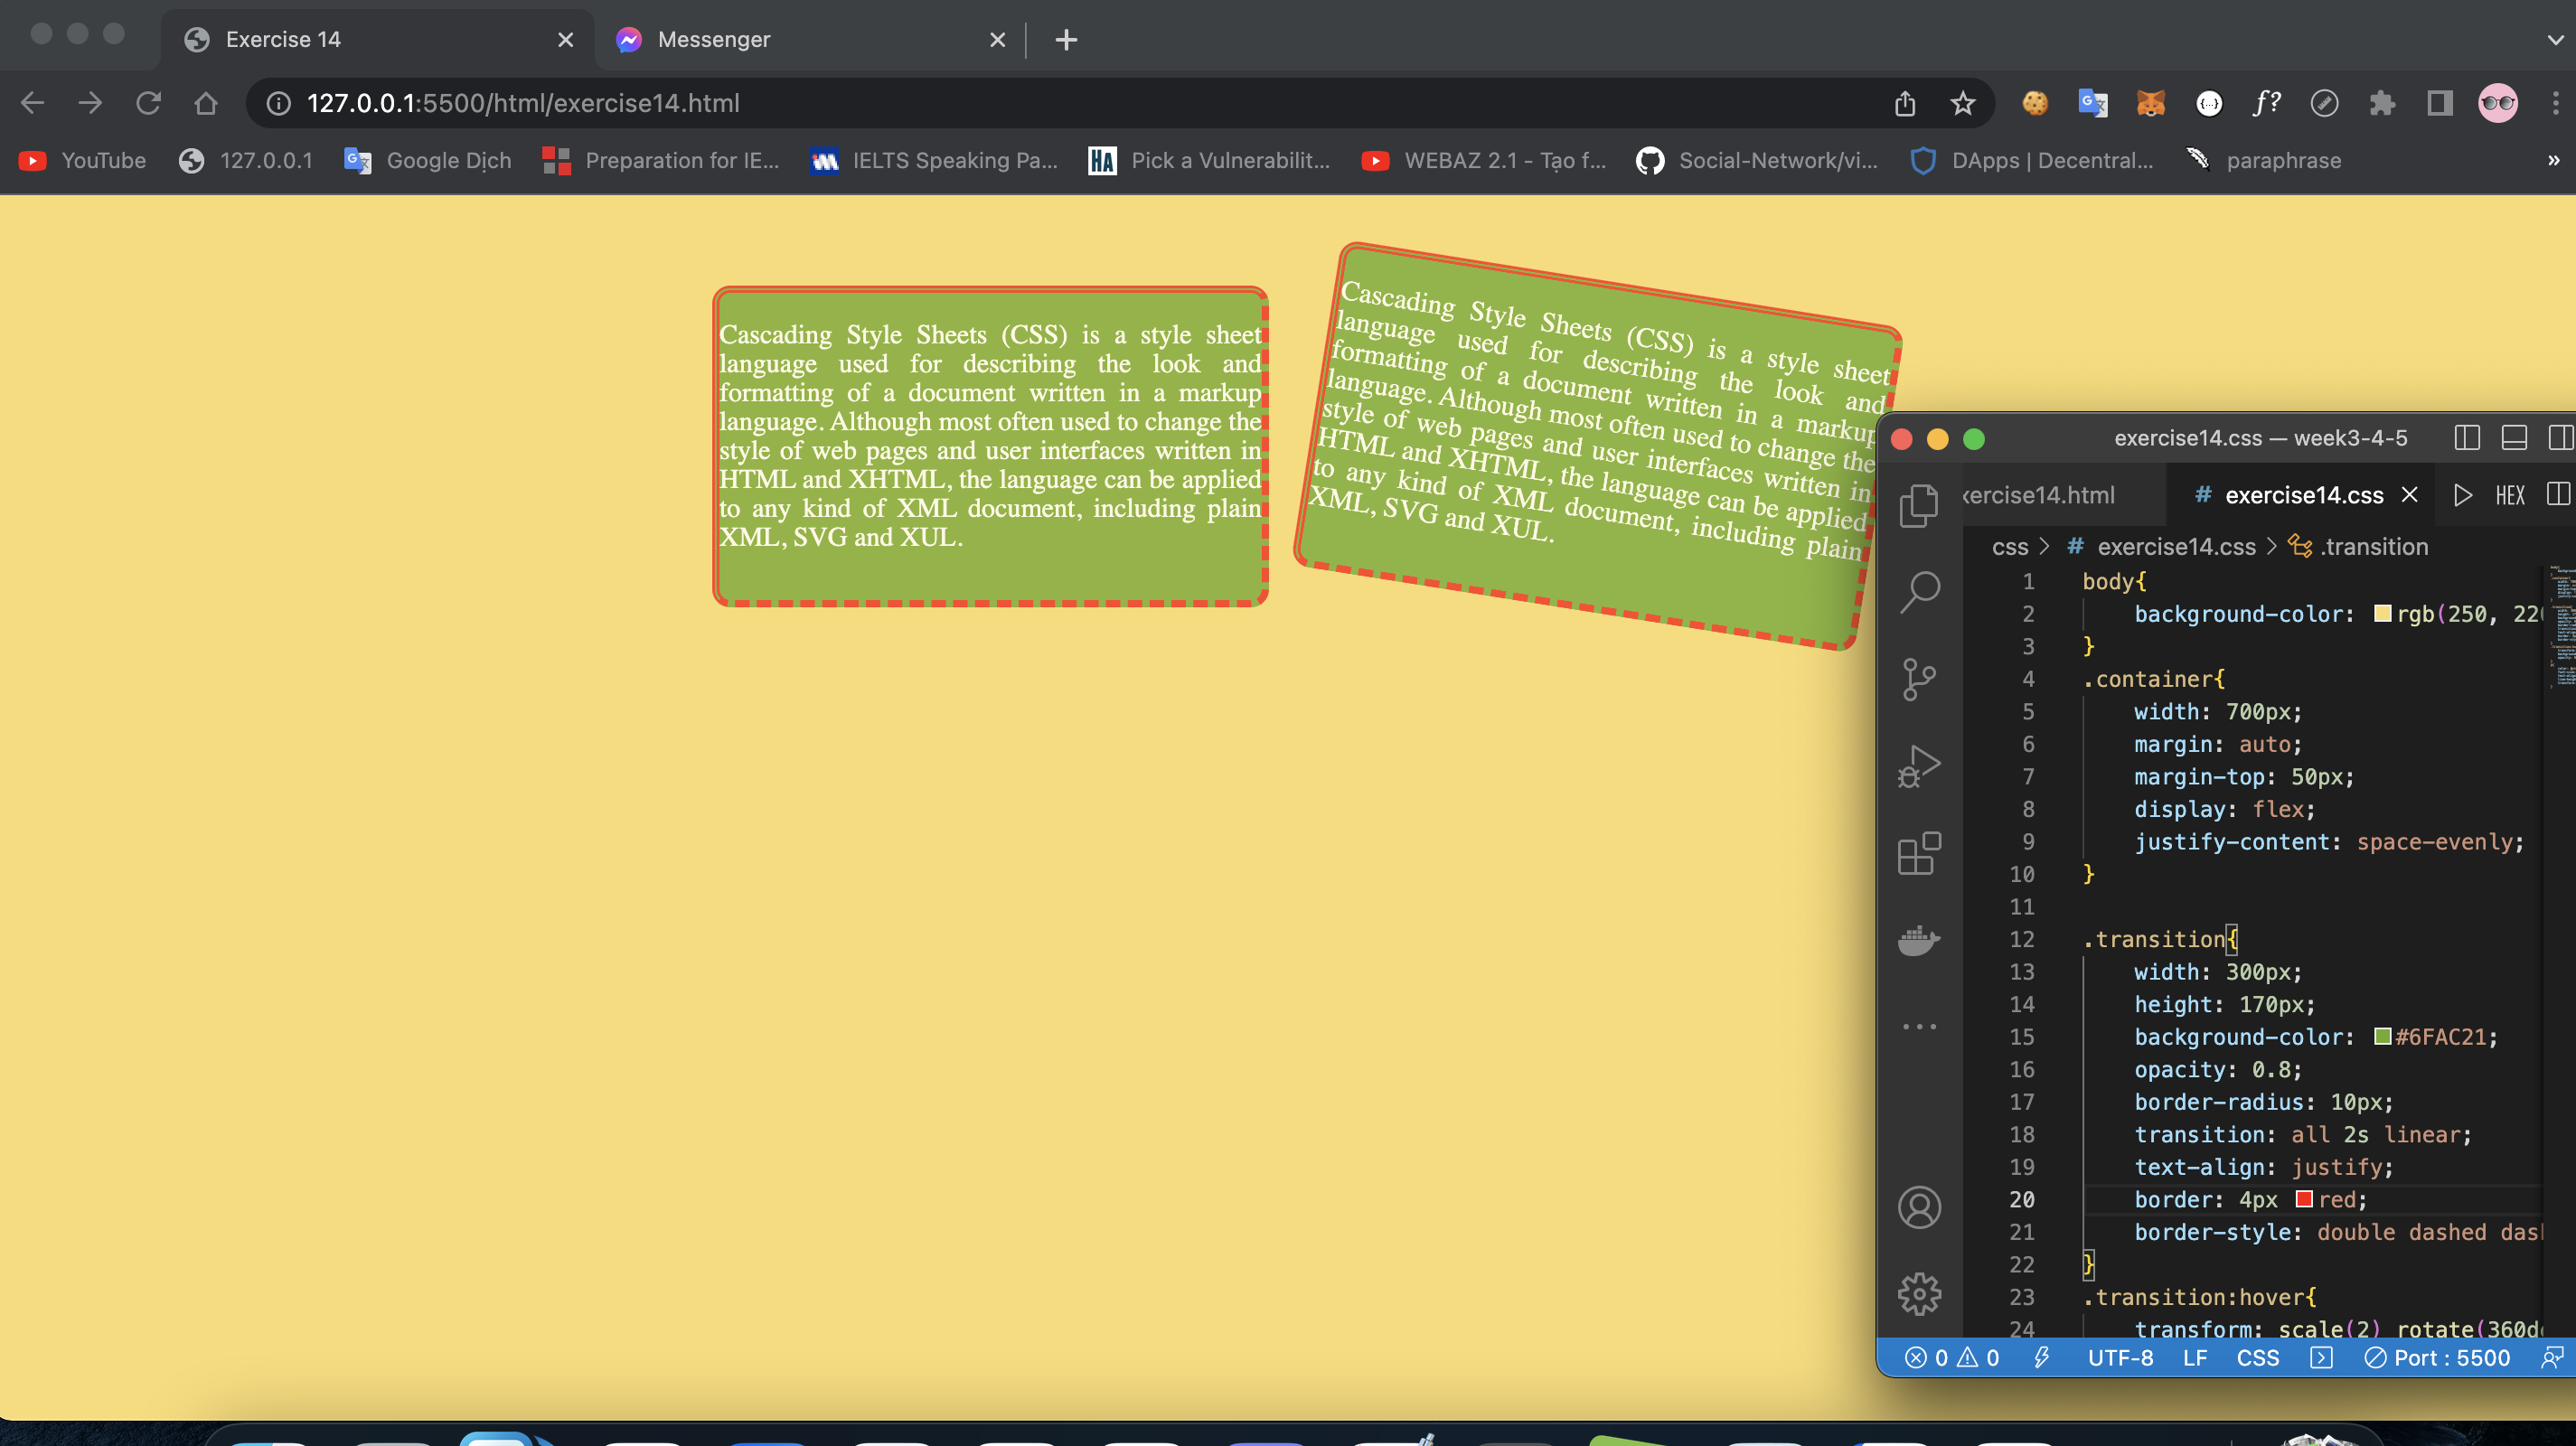 Exercise 14
Messenger
127.0.0.1:5500/html/exercise14.html
f?
YouTube
127.0.0.1
Google Dịch
Preparation for IE...
IELTS Speaking Pa...
HA
Pick a Vulnerabilit...
WEBAZ 2.1 - Tạo f...
Social-Network/vi...
DApps | Decentral...
paraphrase
»
Cascading Style Sheets (CSS) is a style sheet
language used for describing the look and
formatting of a document written in a markup
language. Although most often used to change the
style of web pages and user interfaces written in
HTML and XHTML, the language can be applied
to any kind of XML document, including plain
XML, SVG and XUL.
Cascading Style Sheets (CSS) is a style sheet
language used for describing the look and
formatting of a document written in a markup
language. Although most often used to change the
style of web pages and user interfaces written in
HTML and XHTML, the language can be applied
to any kind of XML document, including plain
XML, SVG and XUL.
exercise14.css — week3-4-5
xercise14.html
# exercise14.css
HEX
css > # exercise14.css > .transition
1 body{
2 background-color: rgb(250, 220
3 }
4 .container{
5 width: 700px;
6 margin: auto;
7 margin-top: 50px;
8 display: flex;
9 justify-content: space-evenly;
10 }
11
12 .transition{
13 width: 300px;
14 height: 170px;
15 background-color: #6FAC21;
16 opacity: 0.8;
17 border-radius: 10px;
18 transition: all 2s linear;
19 text-align: justify;
20 border: 4px red;
21 border-style: double dashed das
22 }
23 .transition:hover{
24 transform: scale(2) rotate(360de
0 0 UTF-8 LF CSS Port : 5500